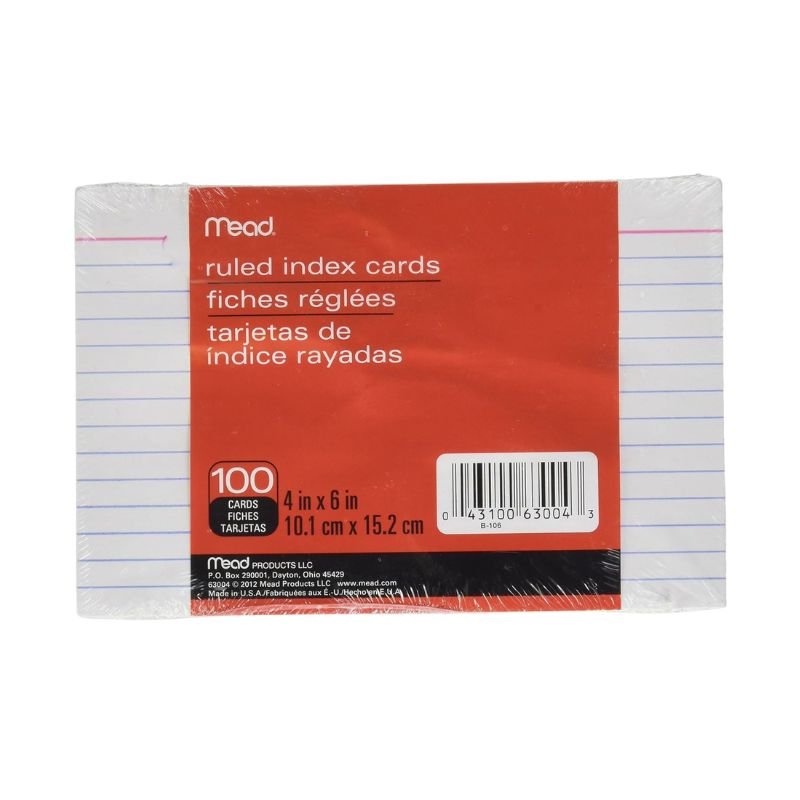 Mead
ruled index cards
fiches réglées
tarjetas de
índice rayadas
100
CARDS
FICHES
TARJETAS
4 in x 6 in
10.1 cm x 15.2 cm
0 43100 63004 3
B-106
Mead PRODUCTS LLC
P.O. Box 290001, Dayton, Ohio 45429
63004 © 2012 Mead Products LLC www.mead.com
Made in U.S.A./Fabriquées aux É.-U./Hecho en E.U.A.